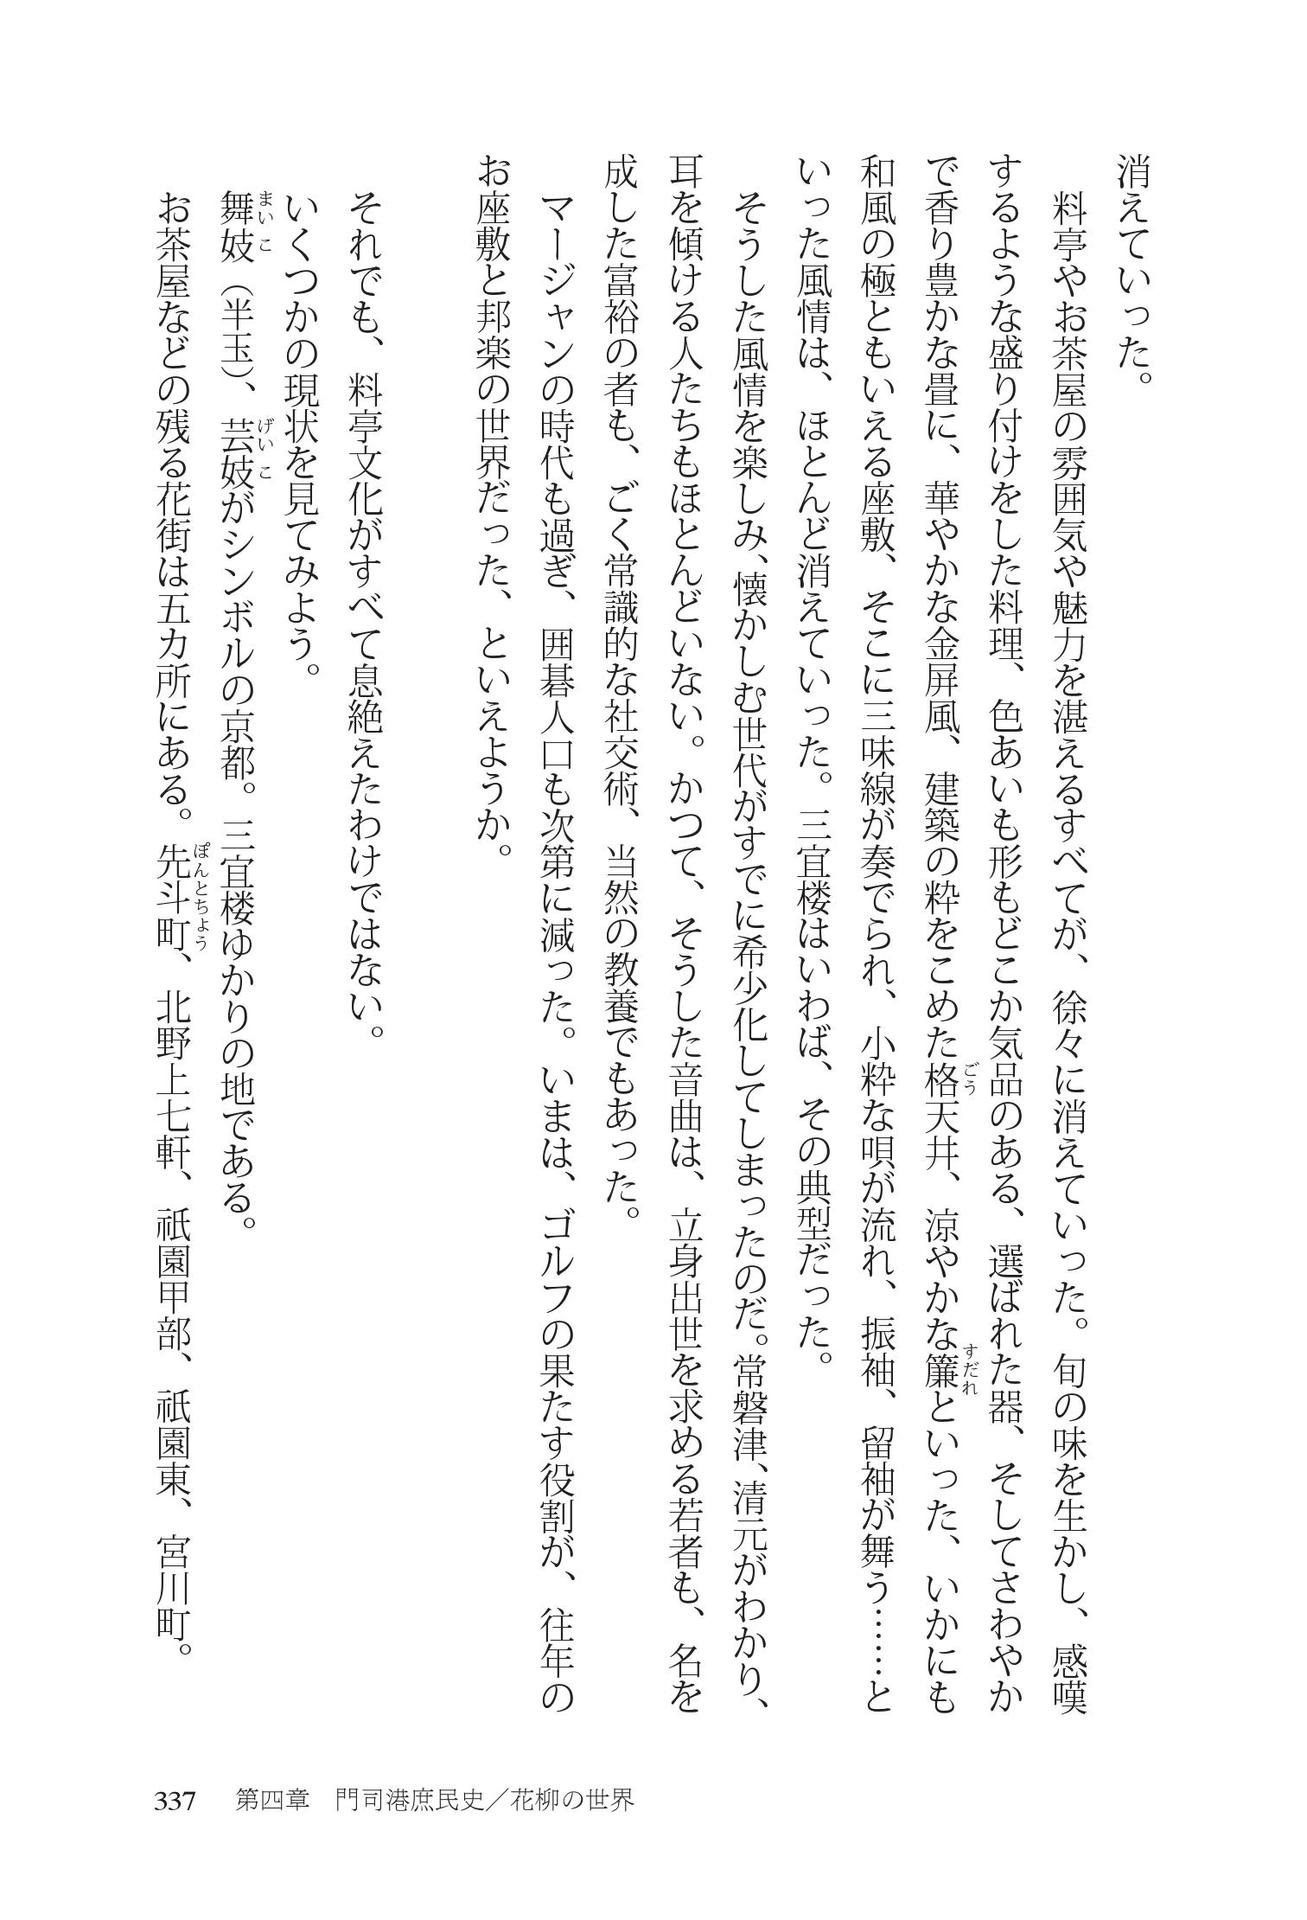 消えていった。
　料亭やお茶屋の雰囲気や魅力を湛えるすべてが、徐々に消えていった。旬の味を生かし、感嘆
するような盛り付けをした料理、色あいも形もどこか気品のある、選ばれた器、そしてさわやか
で香り豊かな畳に、華やかな金屏風、建築の粋をこめた格天井、涼やかな簾といった、いかにも
和風の極ともいえる座敷、そこに三味線が奏でられ、小粋な唄が流れ、振袖、留袖が舞う……と
いった風情は、ほとんど消えていった。三宜楼はいわば、その典型だった。
　そうした風情を楽しみ、懐かしむ世代がすでに希少化してしまったのだ。常磐津、清元がわかり、
耳を傾ける人たちもほとんどいない。かつて、そうした音曲は、立身出世を求める若者も、名を
成した富裕の者も、ごく常識的な社交術、当然の教養でもあった。
　マージャンの時代も過ぎ、囲碁人口も次第に減った。いまは、ゴルフの果たす役割が、往年の
お座敷と邦楽の世界だった、といえようか。
　それでも、料亭文化がすべて息絶えたわけではない。
　いくつかの現状を見てみよう。
　舞妓（半玉）、芸妓がシンボルの京都。三宜楼ゆかりの地である。
　お茶屋などの残る花街は五カ所にある。先斗町、北野上七軒、祇園甲部、祇園東、宮川町。
ごう
すだれ
まいこ
げいこ
ぽんとちょう
337　第四章　門司港庶民史／花柳の世界